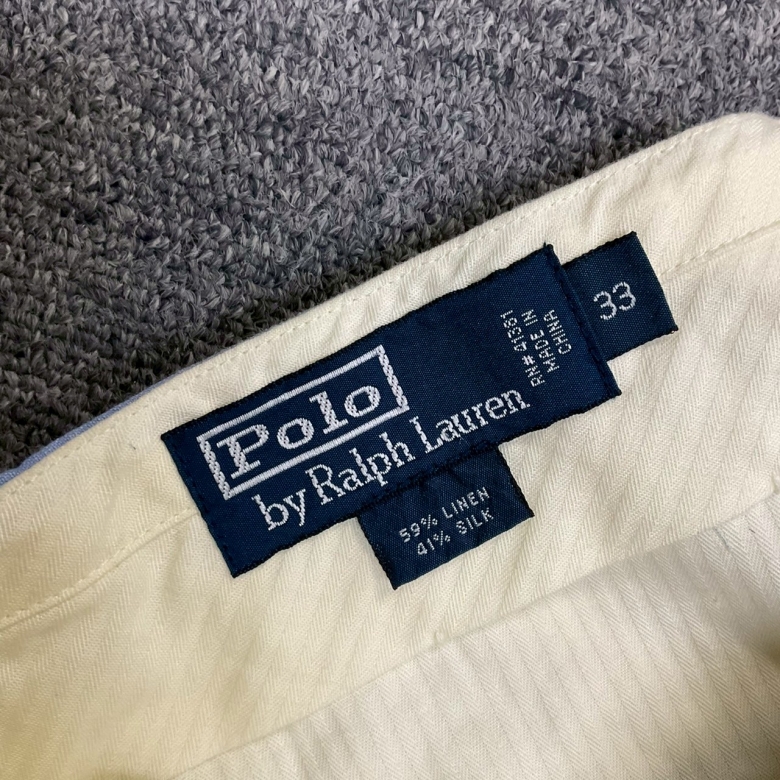 Polo
by Ralph Lauren
RN# 41381
MADE IN
CHINA
33
59% LINEN
41% SILK